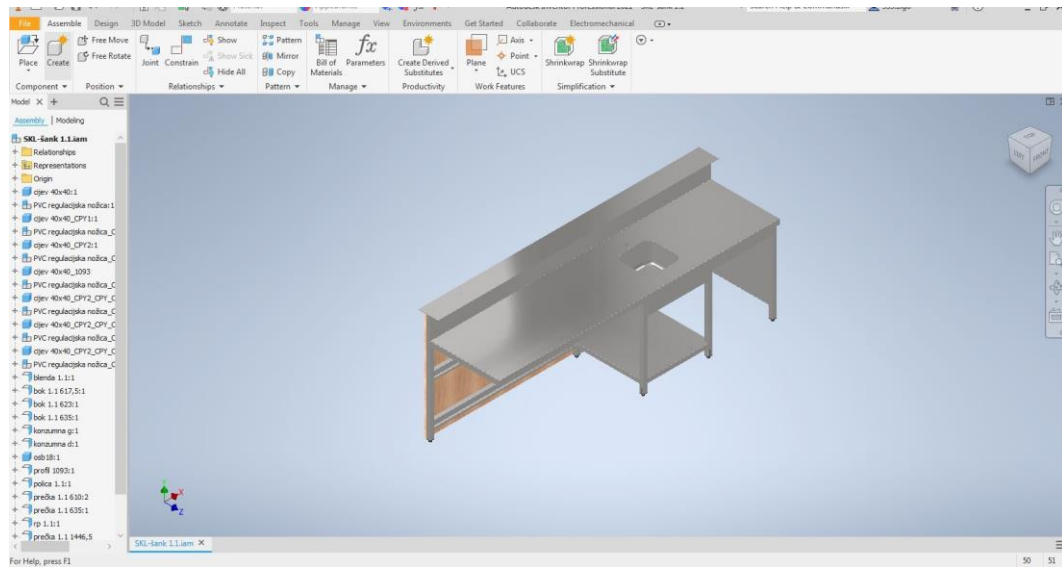 File Assemble Design 3D Model Sketch Annotate Inspect Tools Manage View Environments Get Started Collaborate Electromechanical
Place
Create
Free Move
Free Rotate
Joint
Constrain
Show
Show Sick
Hide All
Pattern
Mirror
Copy
Bill of
Materials
fx
Parameters
Create Derived
Substitutes
Plane
Axis
Point
UCS
Shrinkwrap
Shrinkwrap
Substitute
Component Position Relationships Pattern Manage Productivity Work Features Simplification
Model X +
Assembly | Modeling
SKL-šank 1.1.iam
Relationships
Representations
Origin
cijev 40x40:1
PVC regulacijska nožica:1
cijev 40x40_CPY1:1
PVC regulacijska nožica_C
cijev 40x40_CPY2:1
PVC regulacijska nožica_C
cijev 40x40_1093
PVC regulacijska nožica_C
cijev 40x40_CPY2_CPY_C
PVC regulacijska nožica_C
cijev 40x40_CPY2_CPY_C
PVC regulacijska nožica_C
cijev 40x40_CPY2_CPY_C
PVC regulacijska nožica_C
blenda 1.1:1
bok 1.1 617,5:1
bok 1.1 623:1
bok 1.1 635:1
konzumna g:1
konzumna d:1
osb18:1
profil 1093:1
polica 1.1:1
prečka 1.1 610:2
prečka 1.1 635:1
rp 1.1:1
prečka 1.1 1446,5
TOP
LEFT
FRONT
Y
X
Z
SKL-šank 1.1.iam X
For Help, press F1
50 51